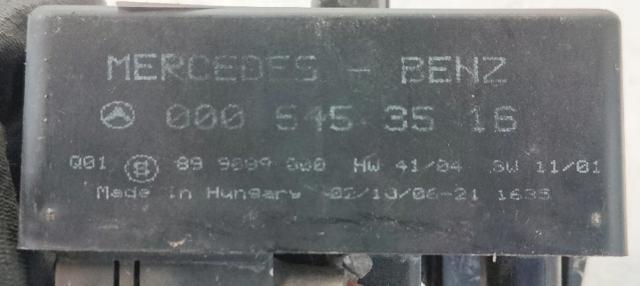 MERCEDES - BENZ
000 545 35 16
Q01 89 9089 000 HW 41/04 SW 11/01
Made in Hungary 02/10/06-21 1635